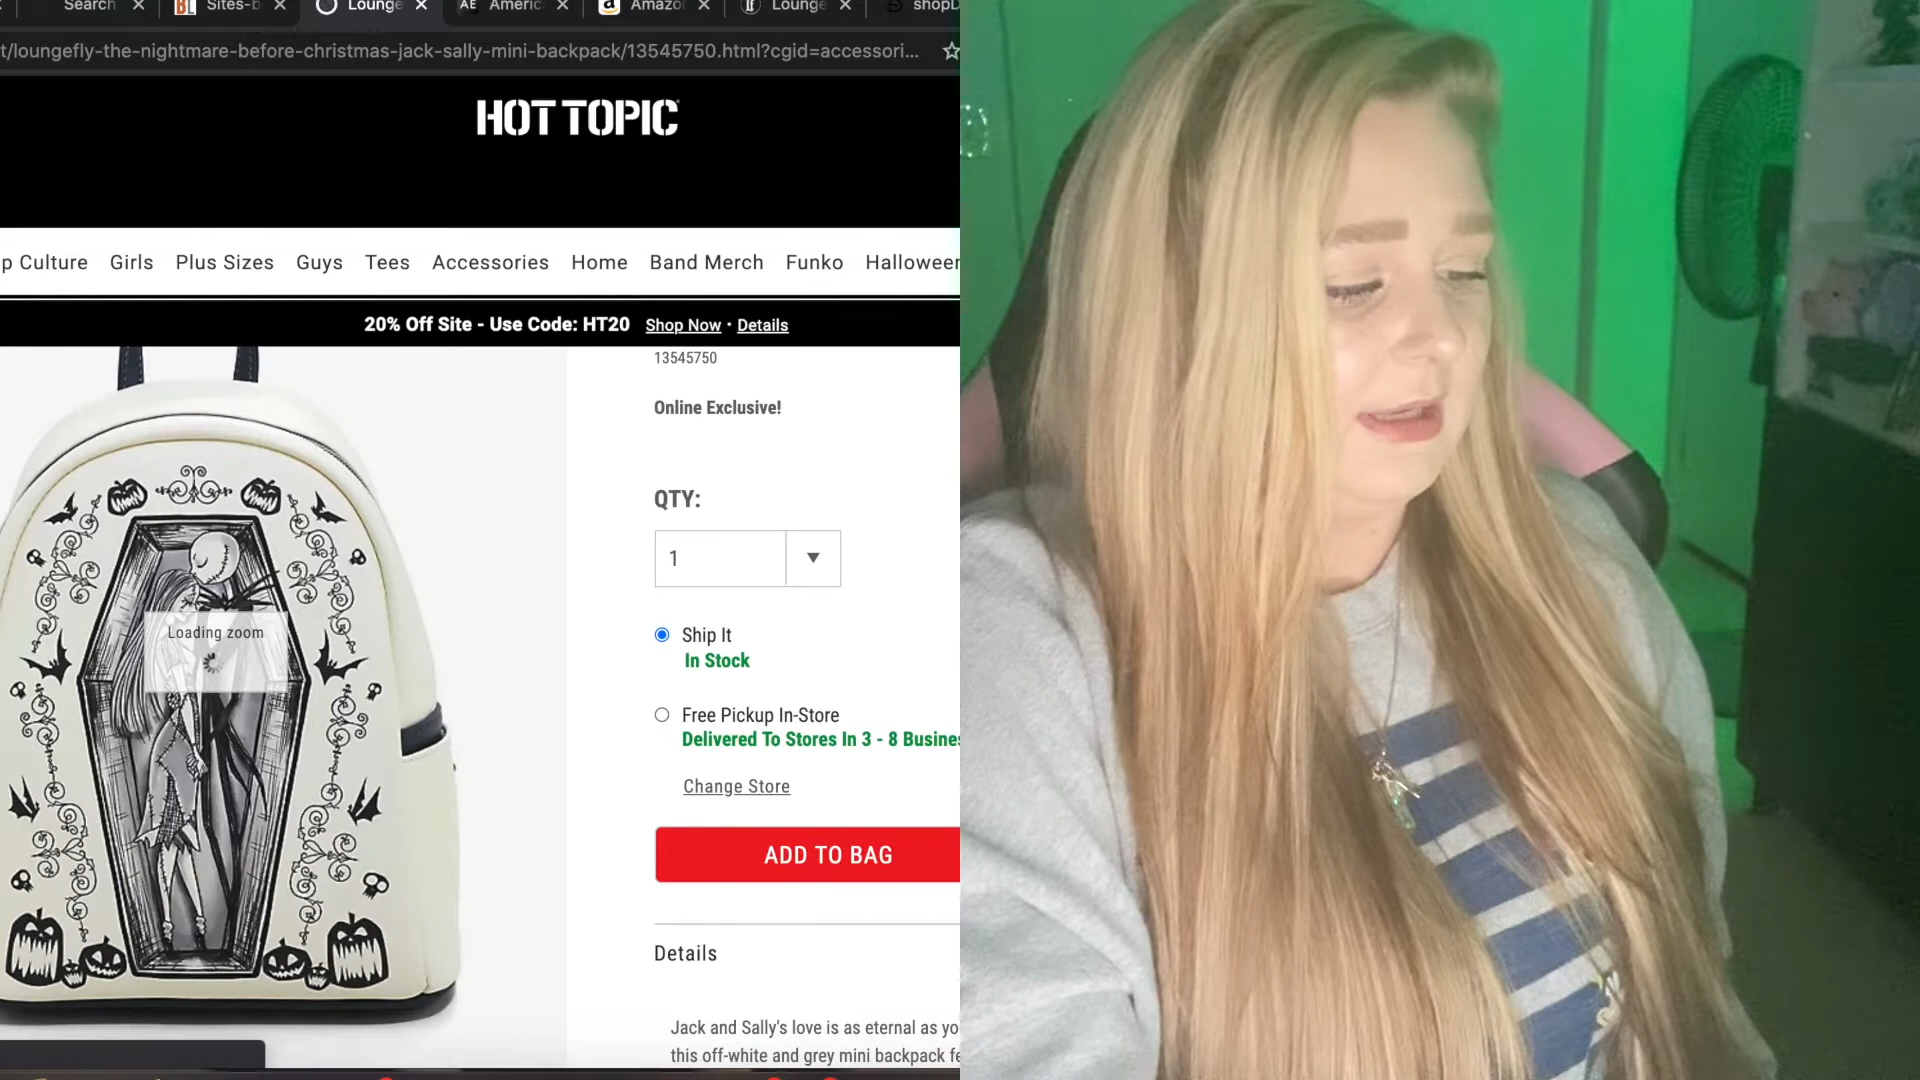 Search
Sites-b
Lounge
Americ
Amazon
Lounge
shopD
t/loungefly-the-nightmare-before-christmas-jack-sally-mini-backpack/13545750.html?cgid=accessori...
HOT TOPIC
p Culture Girls Plus Sizes Guys Tees Accessories Home Band Merch Funko Halloween
20% Off Site - Use Code: HT20 Shop Now • Details
13545750
Online Exclusive!
QTY:
1
Loading zoom
Ship It
In Stock
Free Pickup In-Store
Delivered To Stores In 3 - 8 Busines
Change Store
ADD TO BAG
Details
Jack and Sally's love is as eternal as yo
this off-white and grey mini backpack fe